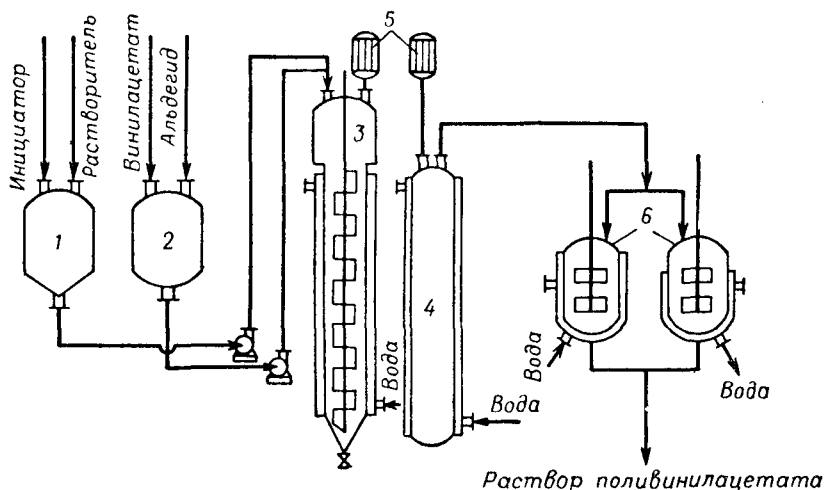 Инициатор
Растворитель
Винилацетат
Альдегид
5
3
1
2
4
6
Вода
Вода
Вода
Вода
Раствор поливинилацетата